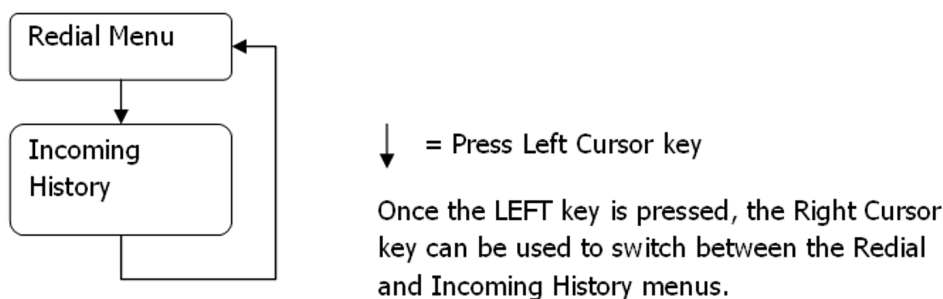 Redial Menu
Incoming
History
= Press Left Cursor key
Once the LEFT key is pressed, the Right Cursor
key can be used to switch between the Redial
and Incoming History menus.